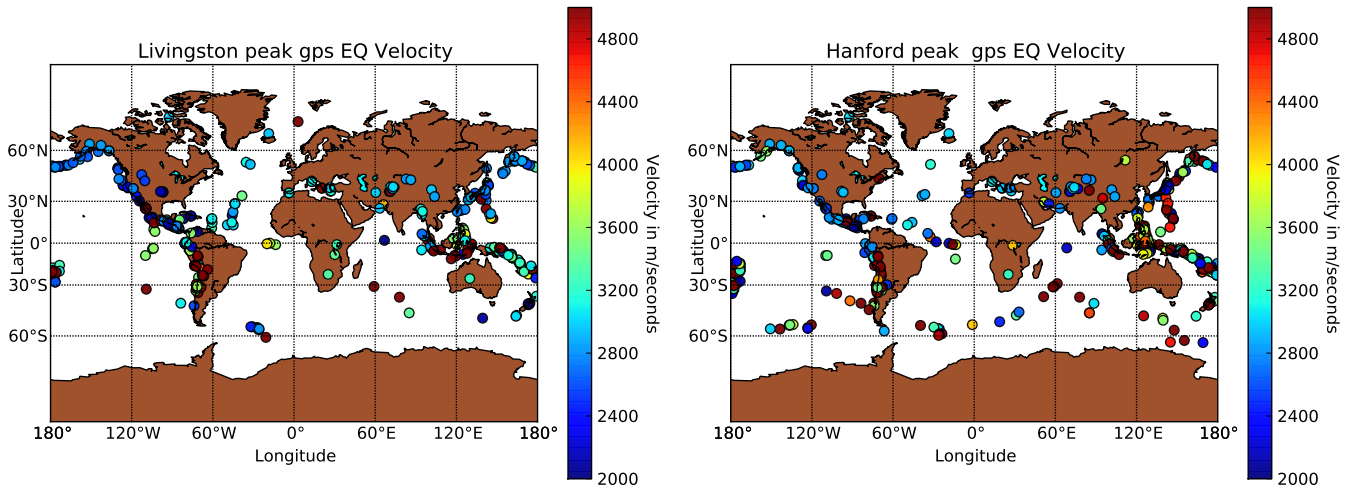 Livingston peak gps EQ Velocity
60°N
30°N
0°
30°S
60°S
Latitude
180° 120°W 60°W 0° 60°E 120°E 180°
Longitude
4800
4400
4000
3600
3200
2800
2400
2000
Velocity in m/seconds
Hanford peak  gps EQ Velocity
60°N
30°N
0°
30°S
60°S
Latitude
180° 120°W 60°W 0° 60°E 120°E 180°
Longitude
4800
4400
4000
3600
3200
2800
2400
2000
Velocity in m/seconds